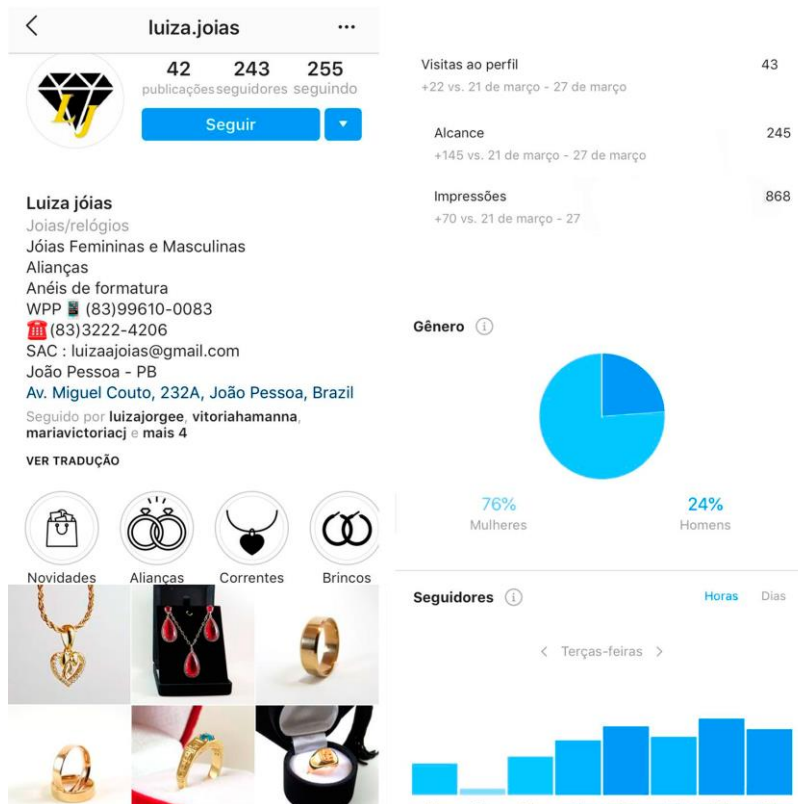 luiza.joias
...
42 243 255
publicações seguidores seguindo
LJ
Seguir
Luiza jóias
Joias/relógios
Jóias Femininas e Masculinas
Alianças
Anéis de formatura
WPP 📱 (83)99610-0083
☎️(83)3222-4206
SAC : luizaajoias@gmail.com
João Pessoa - PB
Av. Miguel Couto, 232A, João Pessoa, Brazil
Seguido por luizajorgee, vitoriahamanna,
mariavictoriacj e mais 4
VER TRADUÇÃO
Novidades Alianças Correntes Brincos
Visitas ao perfil 43
+22 vs. 21 de março - 27 de março
Alcance 245
+145 vs. 21 de março - 27 de março
Impressões 868
+70 vs. 21 de março - 27
Gênero
76% 24%
Mulheres Homens
Seguidores Horas Dias
< Terças-feiras >